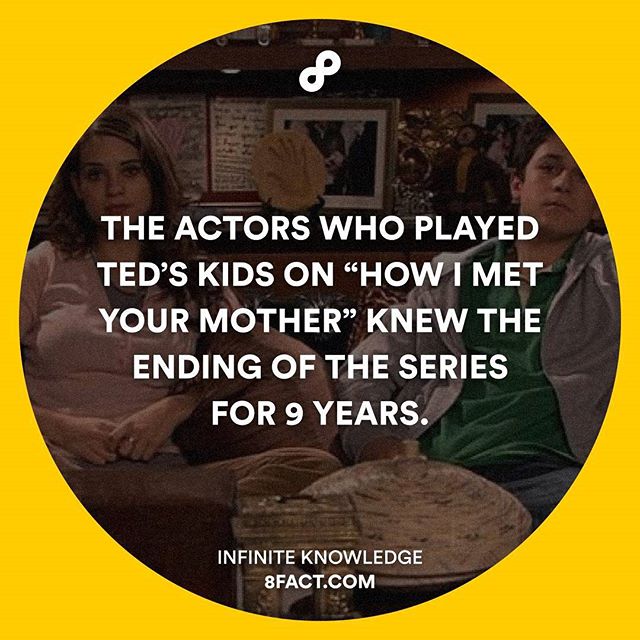 THE ACTORS WHO PLAYED
TED'S KIDS ON “HOW I MET
YOUR MOTHER” KNEW THE
ENDING OF THE SERIES
FOR 9 YEARS.
INFINITE KNOWLEDGE
8FACT.COM